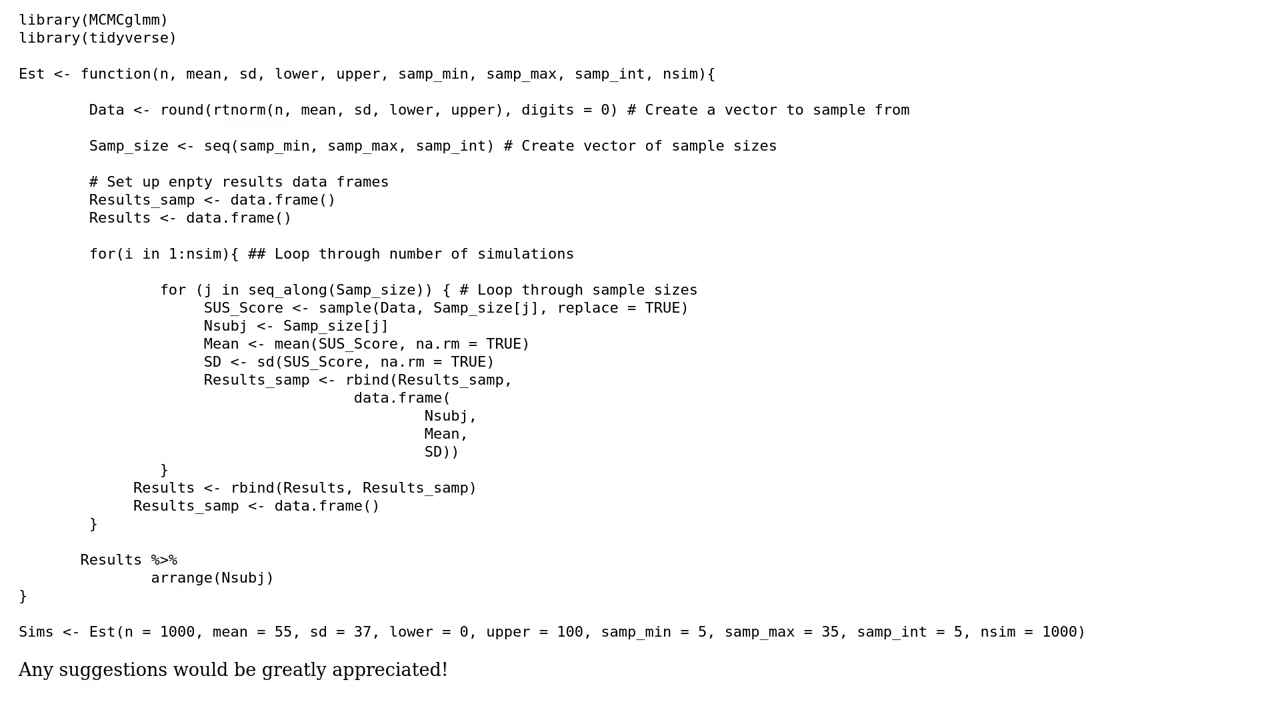 library(MCMCglmm)
library(tidyverse)
Est <- function(n, mean, sd, lower, upper, samp_min, samp_max, samp_int, nsim){
Data <- round(rtnorm(n, mean, sd, lower, upper), digits = 0) # Create a vector to sample from
Samp_size <- seq(samp_min, samp_max, samp_int) # Create vector of sample sizes
# Set up enpty results data frames
Results_samp <- data.frame()
Results <- data.frame()
for(i in 1:nsim){ ## Loop through number of simulations
for (j in seq_along(Samp_size)) { # Loop through sample sizes
SUS_Score <- sample(Data, Samp_size[j], replace = TRUE)
Nsubj <- Samp_size[j]
Mean <- mean(SUS_Score, na.rm = TRUE)
SD <- sd(SUS_Score, na.rm = TRUE)
Results_samp <- rbind(Results_samp,
data.frame(
Nsubj,
Mean,
SD))
}
Results <- rbind(Results, Results_samp)
Results_samp <- data.frame()
}
Results %>%
arrange(Nsubj)
}
Sims <- Est(n = 1000, mean = 55, sd = 37, lower = 0, upper = 100, samp_min = 5, samp_max = 35, samp_int = 5, nsim = 1000)
Any suggestions would be greatly appreciated!